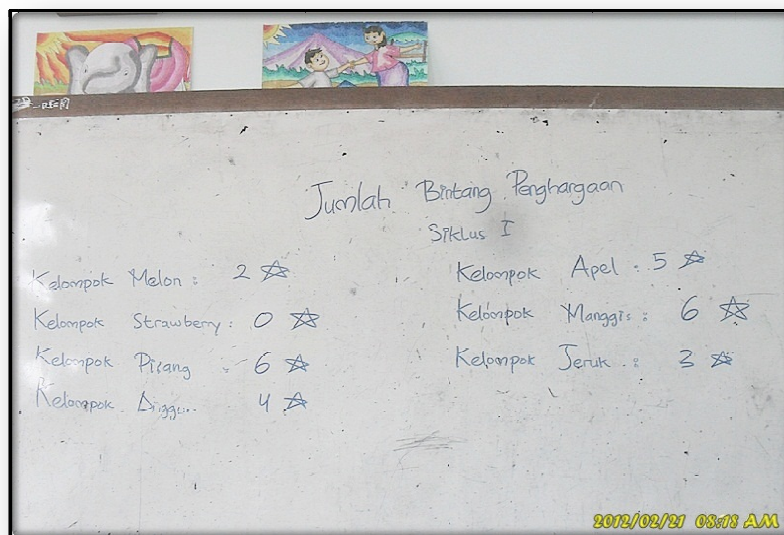 Jumlah Bintang Penghargaan
Siklus I
Kelompok Melon : 2 ☆
Kelompok Strawberry : 0 ☆
Kelompok Pisang : 6 ☆
Kelompok Anggur : 4 ☆
Kelompok Apel : 5 ☆
Kelompok Manggis : 6 ☆
Kelompok Jeruk : 3 ☆
2012/02/21 08:18 AM